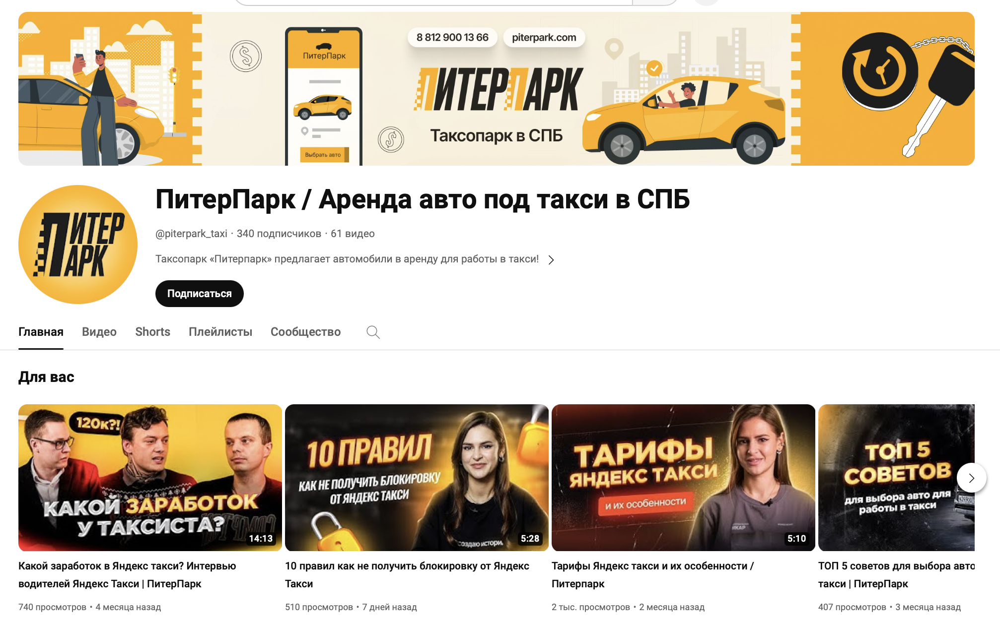 8 812 900 13 66
piterpark.com
ПитерПарк
ПИТЕРПАРК
Таксопарк в СПБ
Выбрать авто
ПИТЕР
ПАРК
ПитерПарк / Аренда авто под такси в СПБ
@piterpark_taxi · 340 подписчиков · 61 видео
Таксопарк «Питерпарк» предлагает автомобили в аренду для работы в такси!
Подписаться
Главная Видео Shorts Плейлисты Сообщество
Для вас
120к?!
КАКОЙ ЗАРАБОТОК
У ТАКСИСТА?
14:13
10 ПРАВИЛ
КАК НЕ ПОЛУЧИТЬ БЛОКИРОВКУ
ОТ ЯНДЕКС ТАКСИ
создаю истори
5:28
ТАРИФЫ
ЯНДЕКС ТАКСИ
и их особенности
5:10
ТОП 5
СОВЕТОВ
для выбора авто для
работы в такси
Какой заработок в Яндекс такси? Интервью
водителей Яндекс Такси | ПитерПарк
740 просмотров • 4 месяца назад
10 правил как не получить блокировку от Яндекс
Такси
510 просмотров • 7 дней назад
Тарифы Яндекс такси и их особенности /
Питерпарк
2 тыс. просмотров • 2 месяца назад
ТОП 5 советов для выбора авто
такси | ПитерПарк
407 просмотров • 3 месяца назад